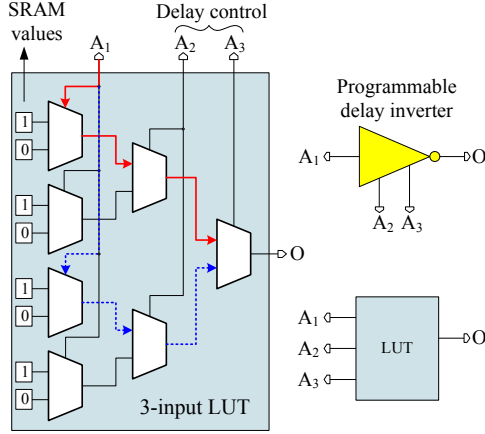 SRAM
values
Delay control
A1
A2
A3
1
0
1
0
1
0
1
0
O
3-input LUT
Programmable
delay inverter
A1
O
A2
A3
A1
A2
A3
LUT
O